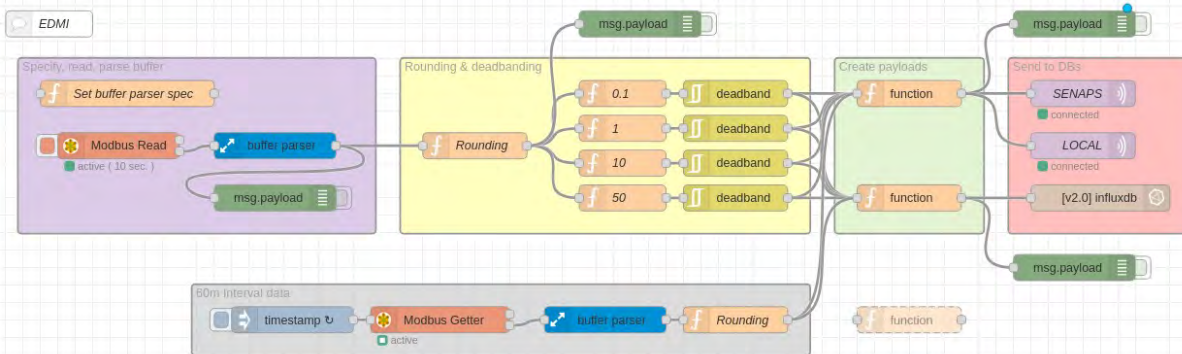 EDMI
msg.payload
msg.payload
Specify, read, parse buffer
Rounding & deadbanding
Create payloads
Send to DBs
Set buffer parser spec
0.1
deadband
function
SENAPS
connected
1
deadband
Modbus Read
buffer parser
Rounding
LOCAL
active ( 10 sec. )
connected
10
deadband
msg.payload
50
deadband
function
[v2.0] influxdb
msg.payload
60m Interval data
timestamp ↻
Modbus Getter
buffer parser
Rounding
function
active